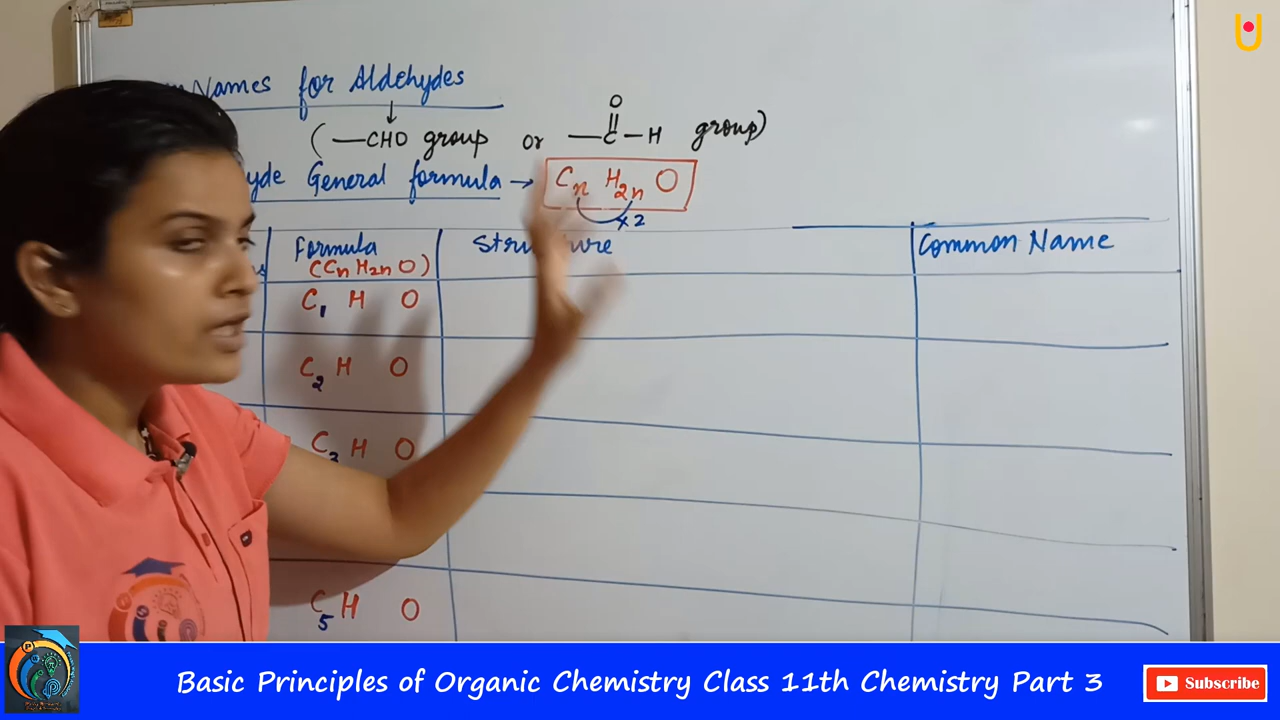 Names for Aldehydes
(—CHO group or —C—H group)
O
General formula → CnH2nO
×2
Formula Structure Common Name
(CnH2nO)
C1 H O
C2 H O
C3 H O
C5 H O
Basic Principles of Organic Chemistry Class 11th Chemistry Part 3
Subscribe